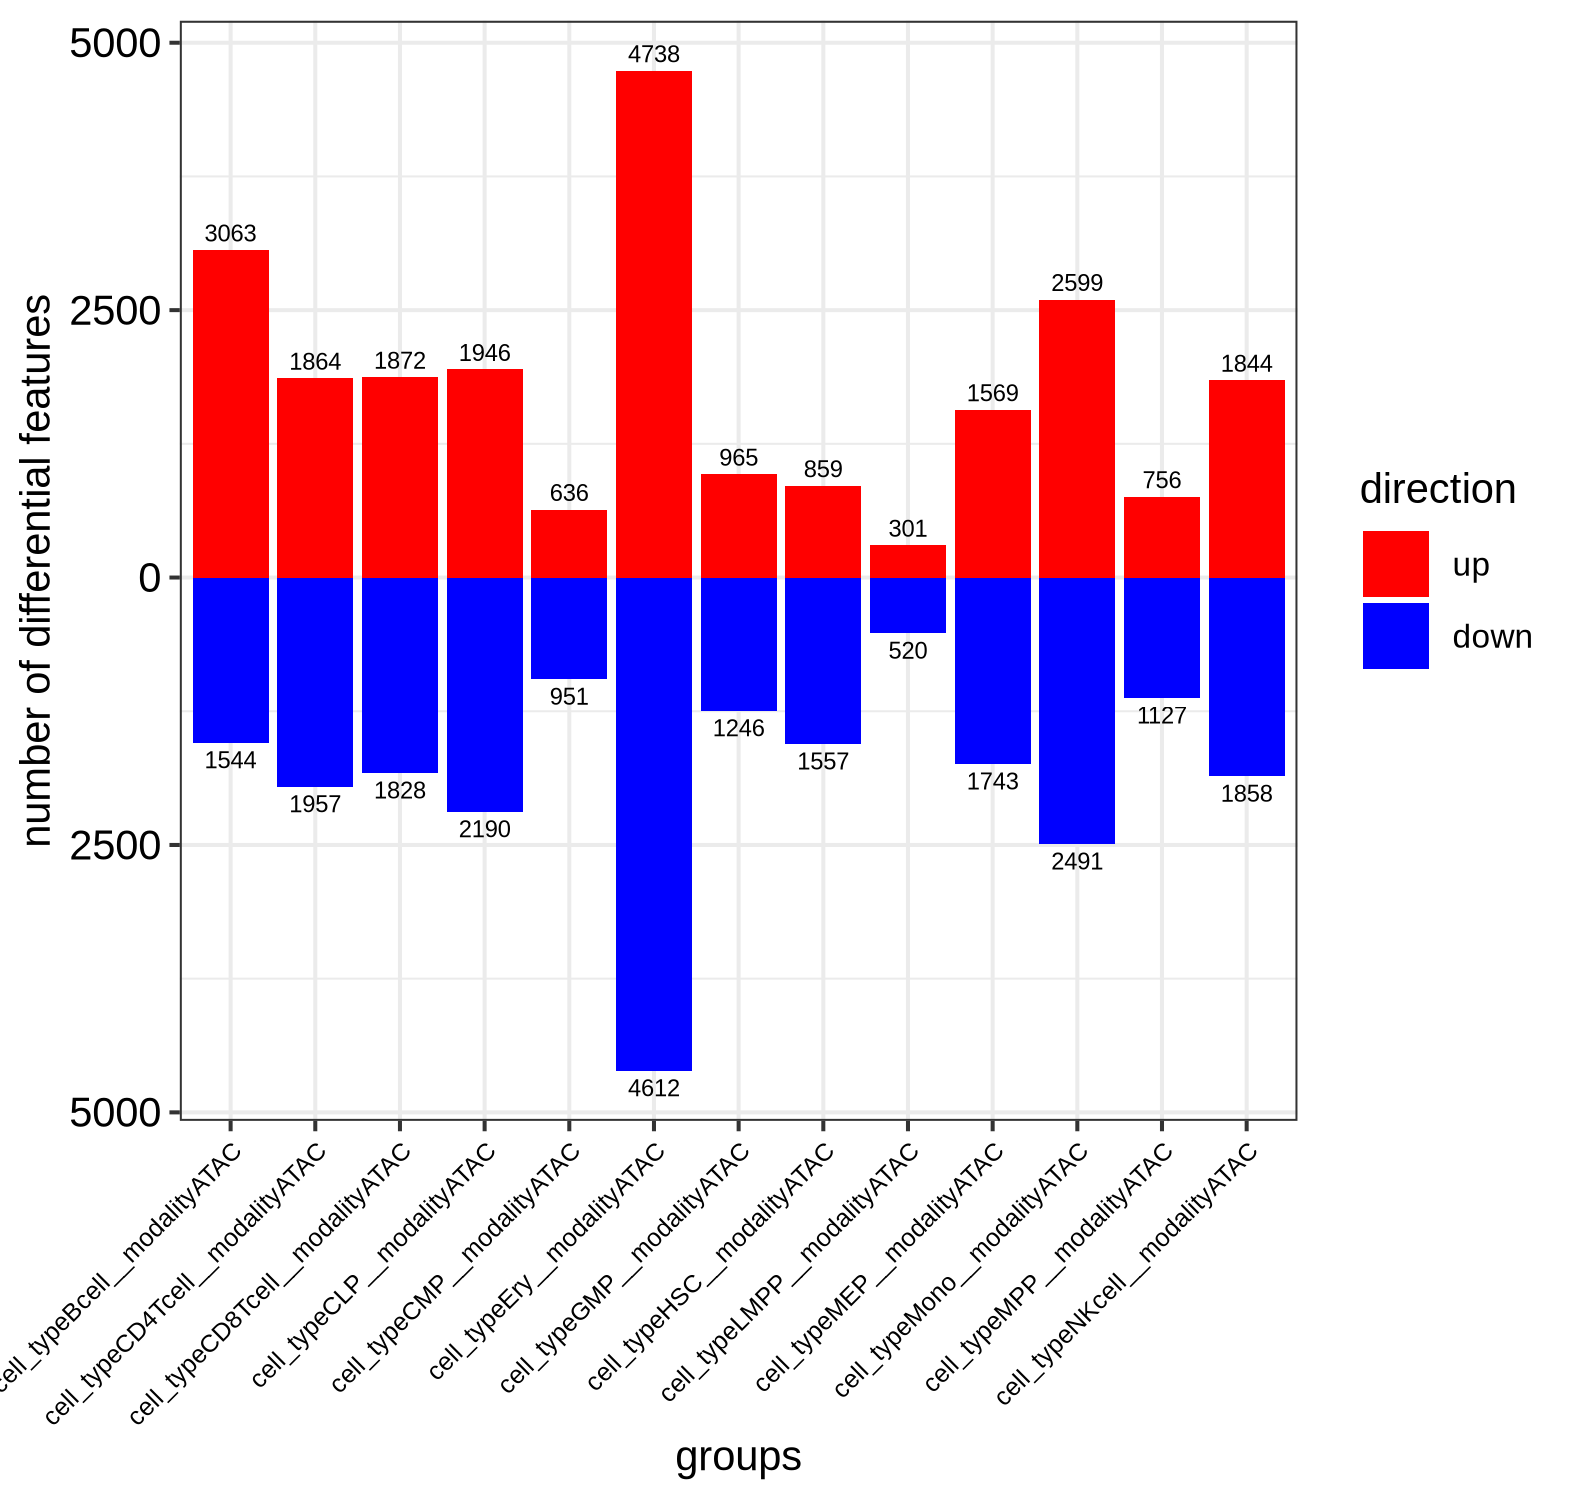 5000
2500
0
2500
5000
number of differential features
3063
1864
1872
1946
636
4738
965
859
301
1569
2599
756
1844
1544
1957
1828
2190
951
4612
1246
1557
520
1743
2491
1127
1858
cell_typeBcell__modalityATAC
cell_typeCD4Tcell__modalityATAC
cell_typeCD8Tcell__modalityATAC
cell_typeCLP__modalityATAC
cell_typeCMP__modalityATAC
cell_typeEry__modalityATAC
cell_typeGMP__modalityATAC
cell_typeHSC__modalityATAC
cell_typeLMPP__modalityATAC
cell_typeMEP__modalityATAC
cell_typeMono__modalityATAC
cell_typeMPP__modalityATAC
cell_typeNKcell__modalityATAC
groups
direction
up
down